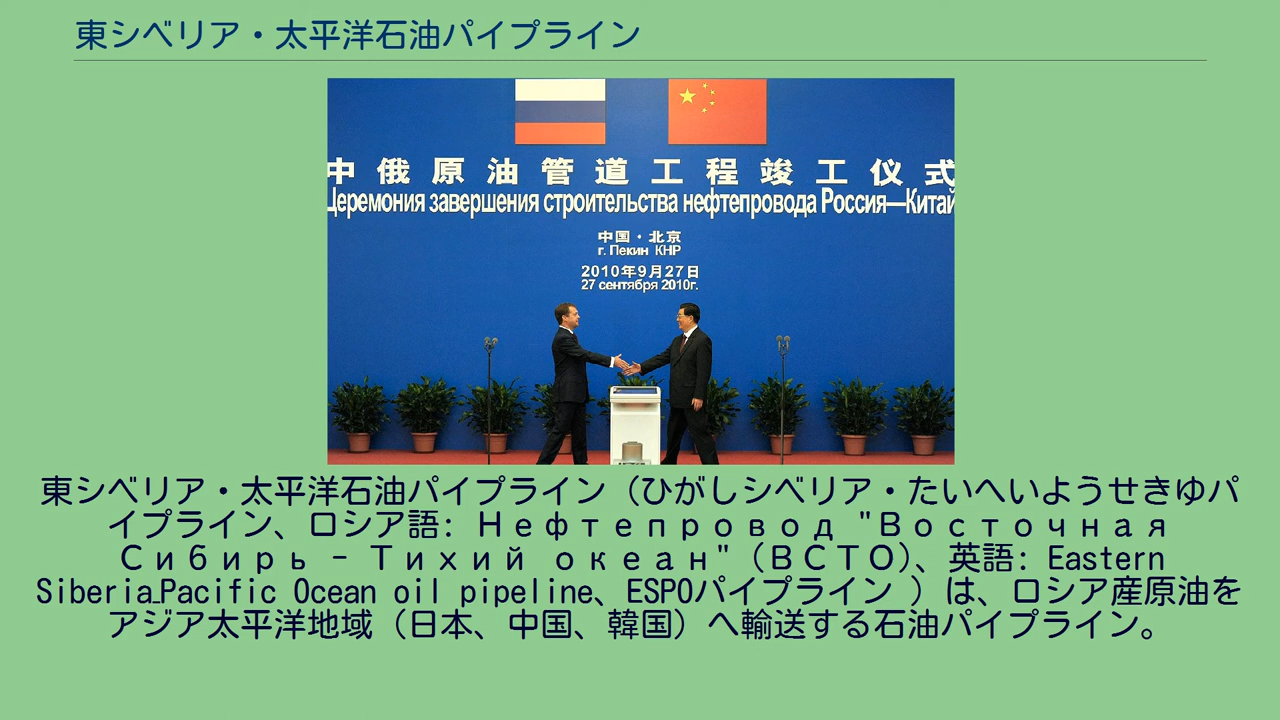 東シベリア・太平洋石油パイプライン
中俄原油管道工程竣工仪式
Церемония завершения строительства нефтепровода Россия—Китай
中国·北京
г. Пекин КНР
2010年9月27日
27 сентября 2010г.
東シベリア・太平洋石油パイプライン（ひがしシベリア・たいへいようせきゆパ
イプライン、ロシア語: Нефтепровод "Восточная
Сибирь - Тихий океан"（ВСТО）、英語: Eastern
Siberia–Pacific Ocean oil pipeline、ESPOパイプライン ）は、ロシア産原油を
アジア太平洋地域（日本、中国、韓国）へ輸送する石油パイプライン。